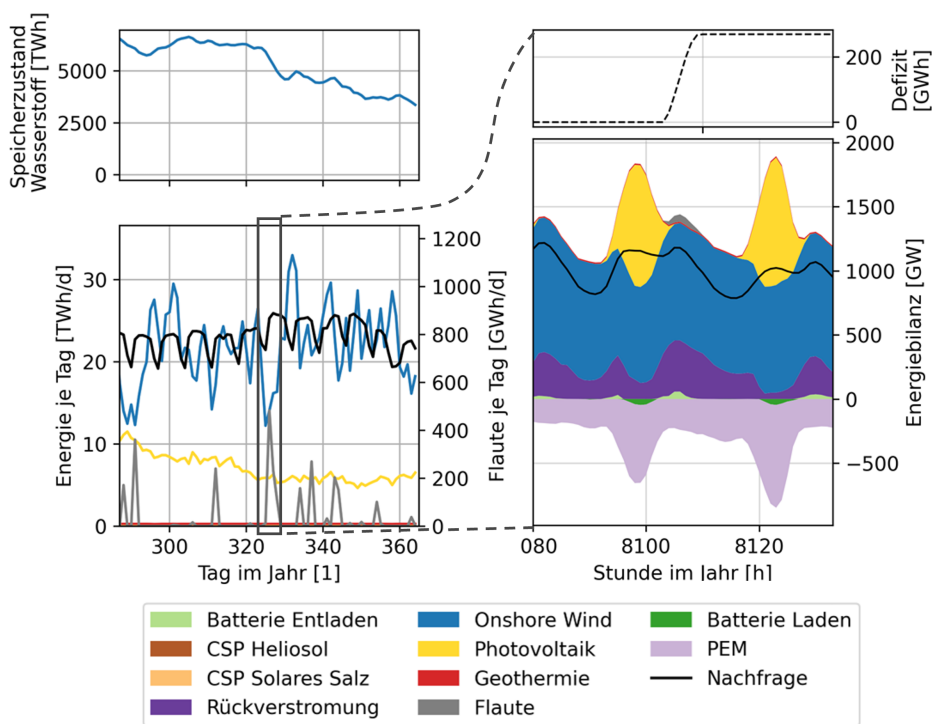 Speicherzustand
Wasserstoff [TWh]
5000
2500
0
200
0
Defizit
[GWh]
Energie je Tag [TWh/d]
30
20
10
0
1200
1000
800
600
400
200
0
Flaute je Tag [GWh/d]
300
320
340
360
Tag im Jahr [1]
2000
1500
1000
500
0
−500
Energiebilanz [GW]
080
8100
8120
Stunde im Jahr [h]
Batterie Entladen
CSP Heliosol
CSP Solares Salz
Rückverstromung
Onshore Wind
Photovoltaik
Geothermie
Flaute
Batterie Laden
PEM
Nachfrage